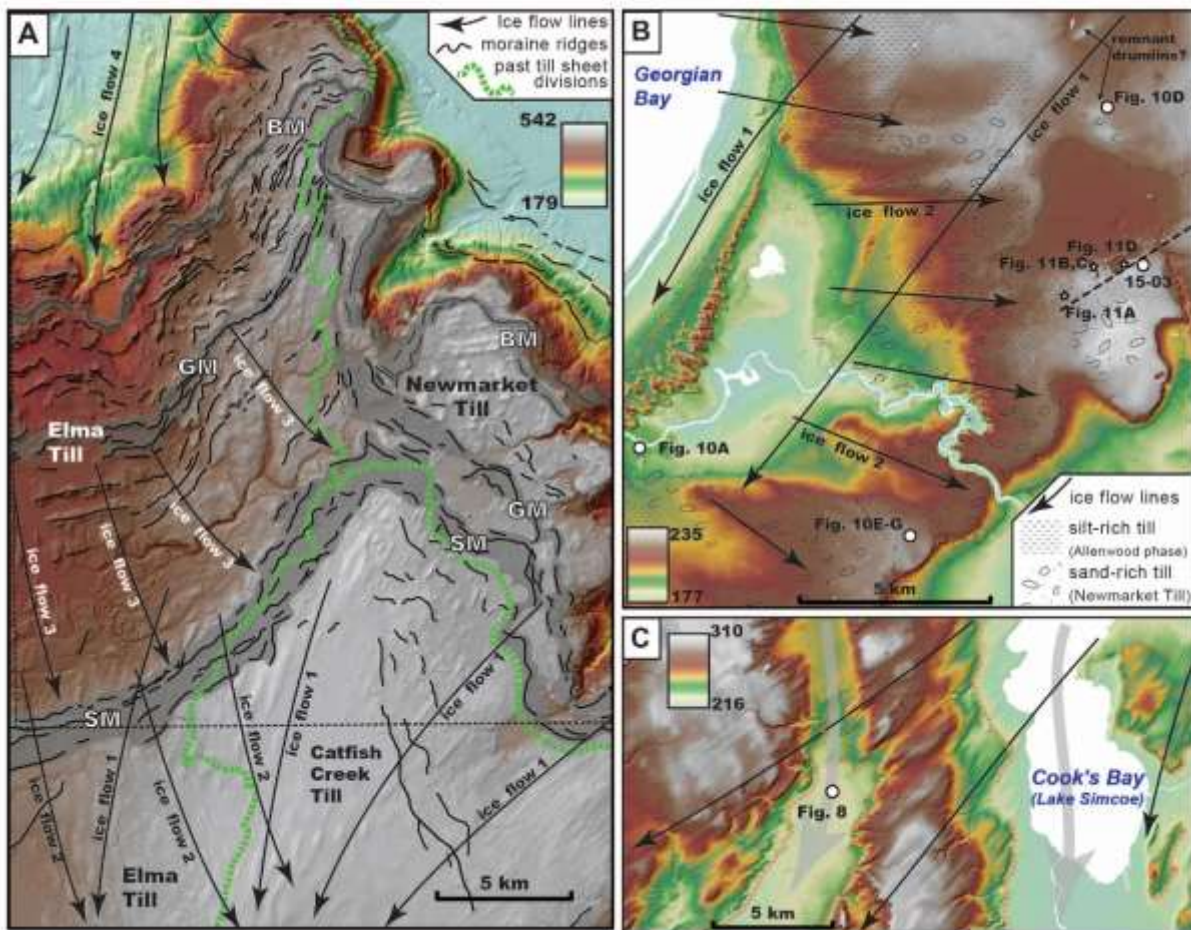 A
Ice flow lines
moraine ridges
past till sheet
divisions
542
179
ice flow 4
BM
BM
GM
ice flow 3
Newmarket
Till
Elma
Till
ice flow 3
ice flow 3
ice flow 3
GM
SM
SM
ice flow 1
ice flow 2
ice flow 1
ice flow 1
ice flow 2
ice flow 2
Catfish
Creek
Till
ice flow 1
Elma
Till
5 km
B
Georgian
Bay
remnant
drumlins?
Fig. 10D
ice flow 1
ice flow 1
ice flow 2
Fig. 11D
Fig. 11B,C
15-03
Fig. 11A
Fig. 10A
ice flow 2
Fig. 10E-G
235
177
5 km
ice flow lines
silt-rich till
(Allenwood phase)
sand-rich till
(Newmarket Till)
C
310
216
Fig. 8
Cook's Bay
(Lake Simcoe)
5 km